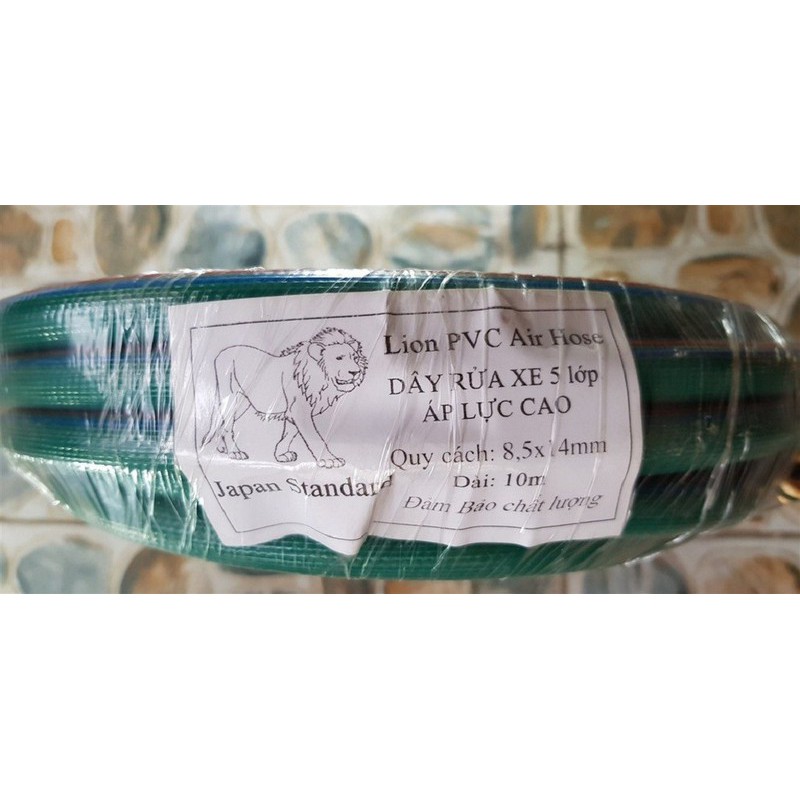 Lion PVC Air Hose
DÂY RỬA XE 5 lớp
ÁP LỰC CAO
Quy cách: 8,5x14mm
Dài: 10m
Đảm Bảo chất lượng
Japan Standard